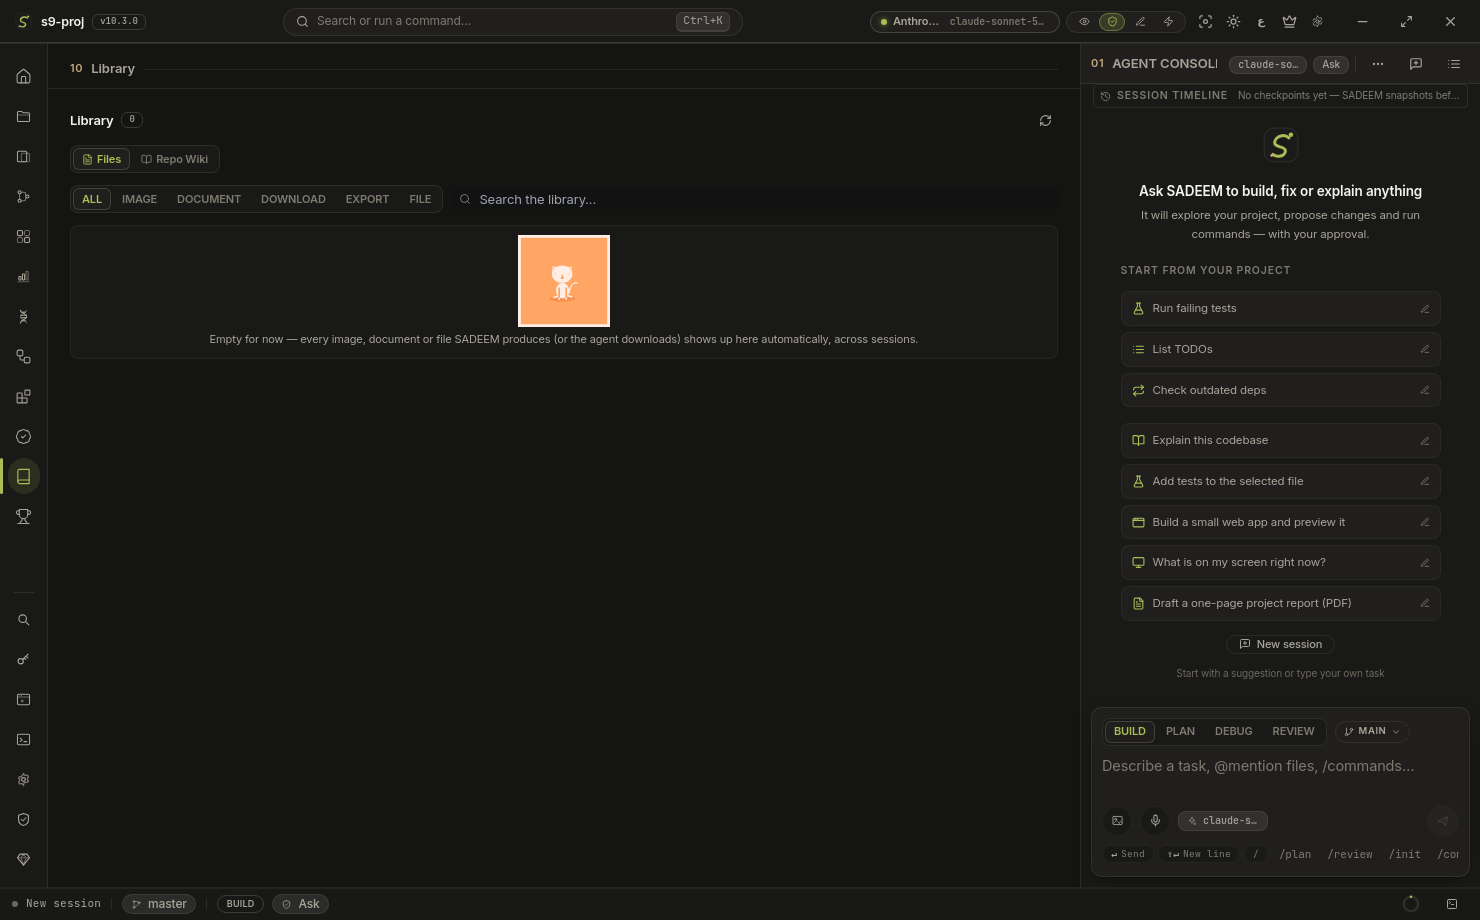 s9-proj v10.3.0 Search or run a command... Ctrl+K Anthro... claude-sonnet-5... ع
10 Library
Library 0
Files Repo Wiki
ALL IMAGE DOCUMENT DOWNLOAD EXPORT FILE Search the library...
Empty for now — every image, document or file SADEEM produces (or the agent downloads) shows up here automatically, across sessions.
01 AGENT CONSOL claude-so... Ask
SESSION TIMELINE No checkpoints yet — SADEEM snapshots bef...
Ask SADEEM to build, fix or explain anything
It will explore your project, propose changes and run
commands — with your approval.
START FROM YOUR PROJECT
Run failing tests
List TODOs
Check outdated deps
Explain this codebase
Add tests to the selected file
Build a small web app and preview it
What is on my screen right now?
Draft a one-page project report (PDF)
New session
Start with a suggestion or type your own task
BUILD PLAN DEBUG REVIEW MAIN
Describe a task, @mention files, /commands...
claude-s...
↵ Send ⇧↵ New line / /plan /review /init /con
New session master BUILD Ask